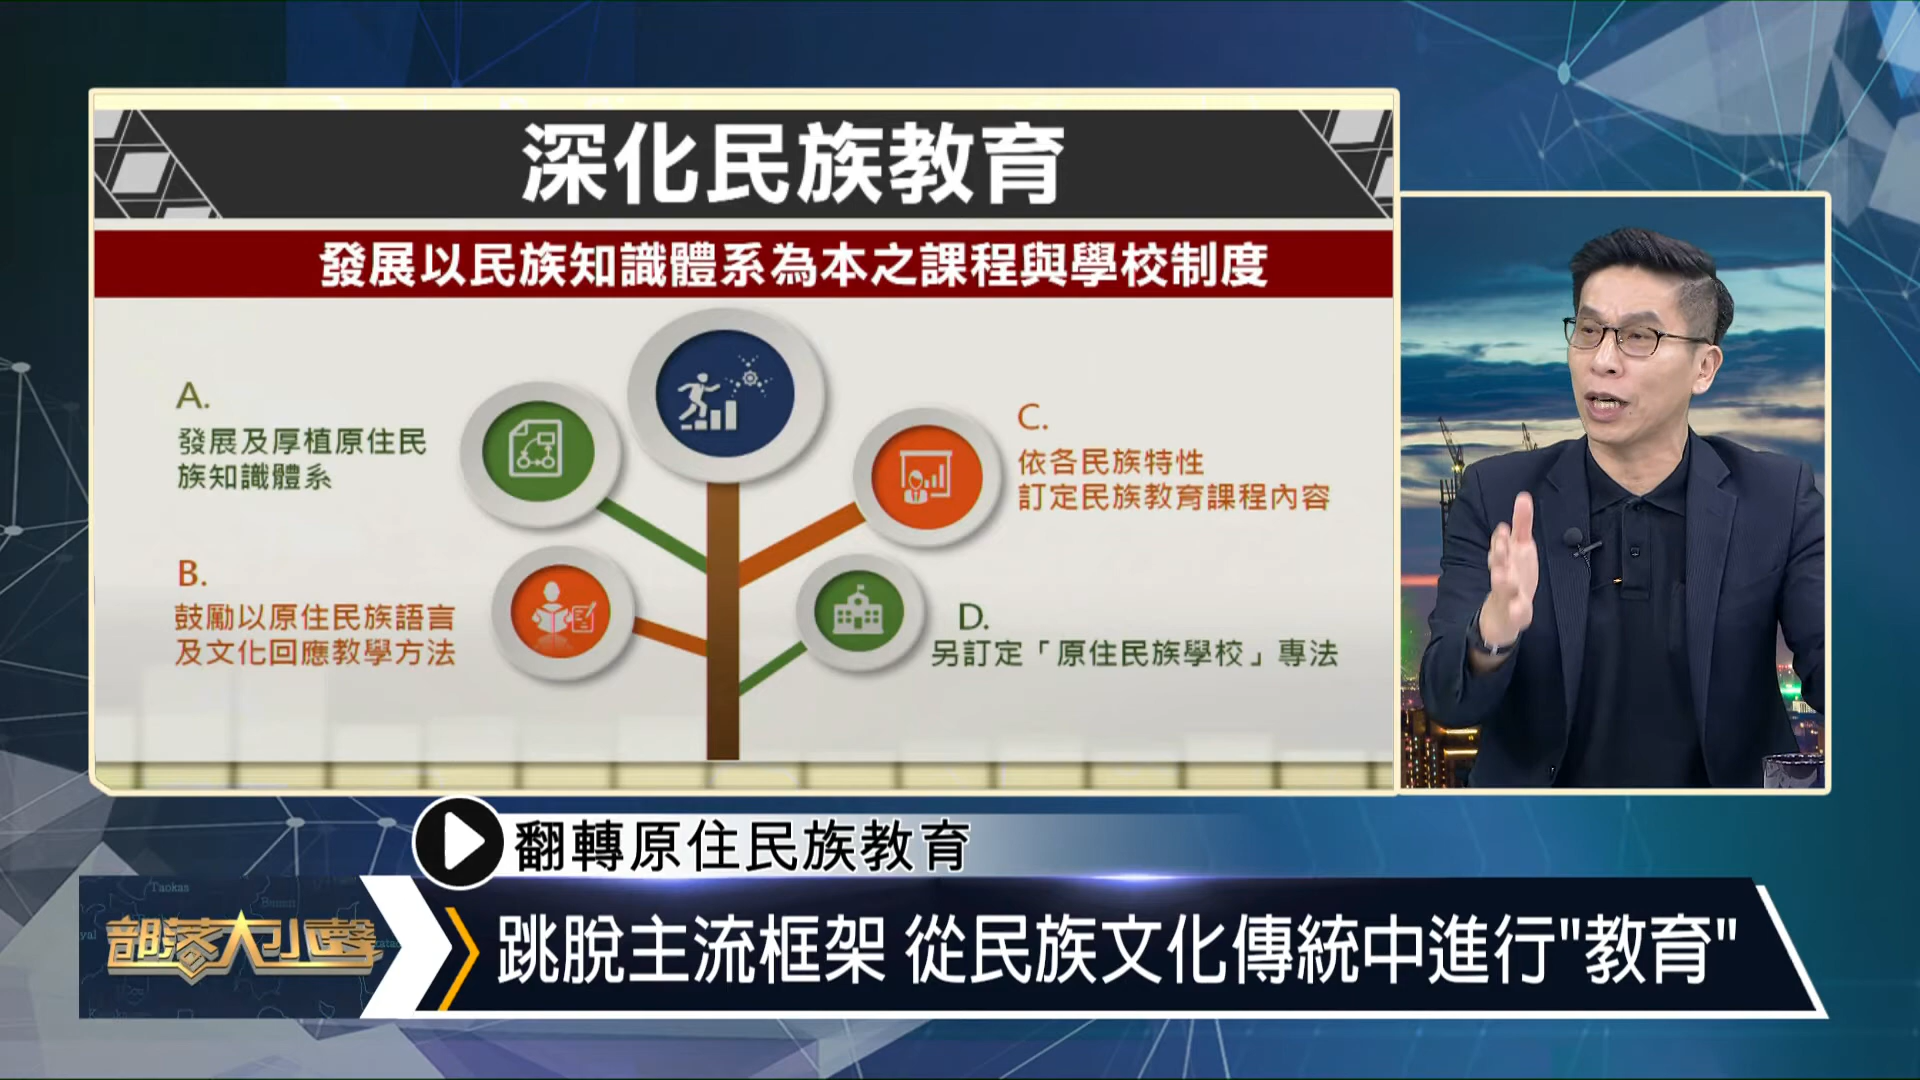 深化民族教育
發展以民族知識體系為本之課程與學校制度
A.
發展及厚植原住民
族知識體系
B.
鼓勵以原住民族語言
及文化回應教學方法
C.
依各民族特性
訂定民族教育課程內容
D.
另訂定「原住民族學校」專法
翻轉原住民族教育
部落大小聲
跳脫主流框架 從民族文化傳統中進行"教育"
Taokas